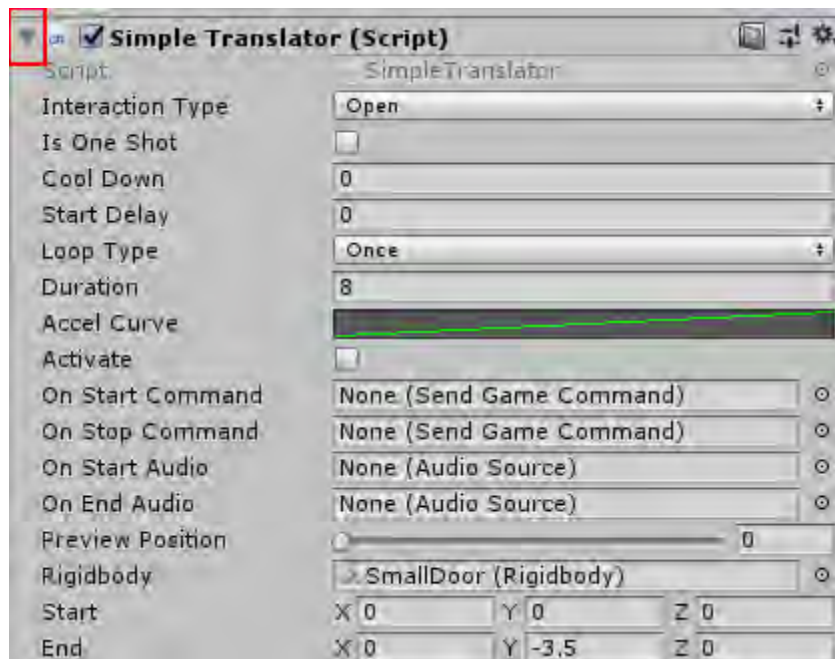 Simple Translator (Script)
Script SimpleTranslator
Interaction Type Open
Is One Shot
Cool Down 0
Start Delay 0
Loop Type Once
Duration 8
Accel Curve
Activate
On Start Command None (Send Game Command)
On Stop Command None (Send Game Command)
On Start Audio None (Audio Source)
On End Audio None (Audio Source)
Preview Position 0
Rigidbody SmallDoor (Rigidbody)
Start X 0 Y 0 Z 0
End X 0 Y -3.5 Z 0